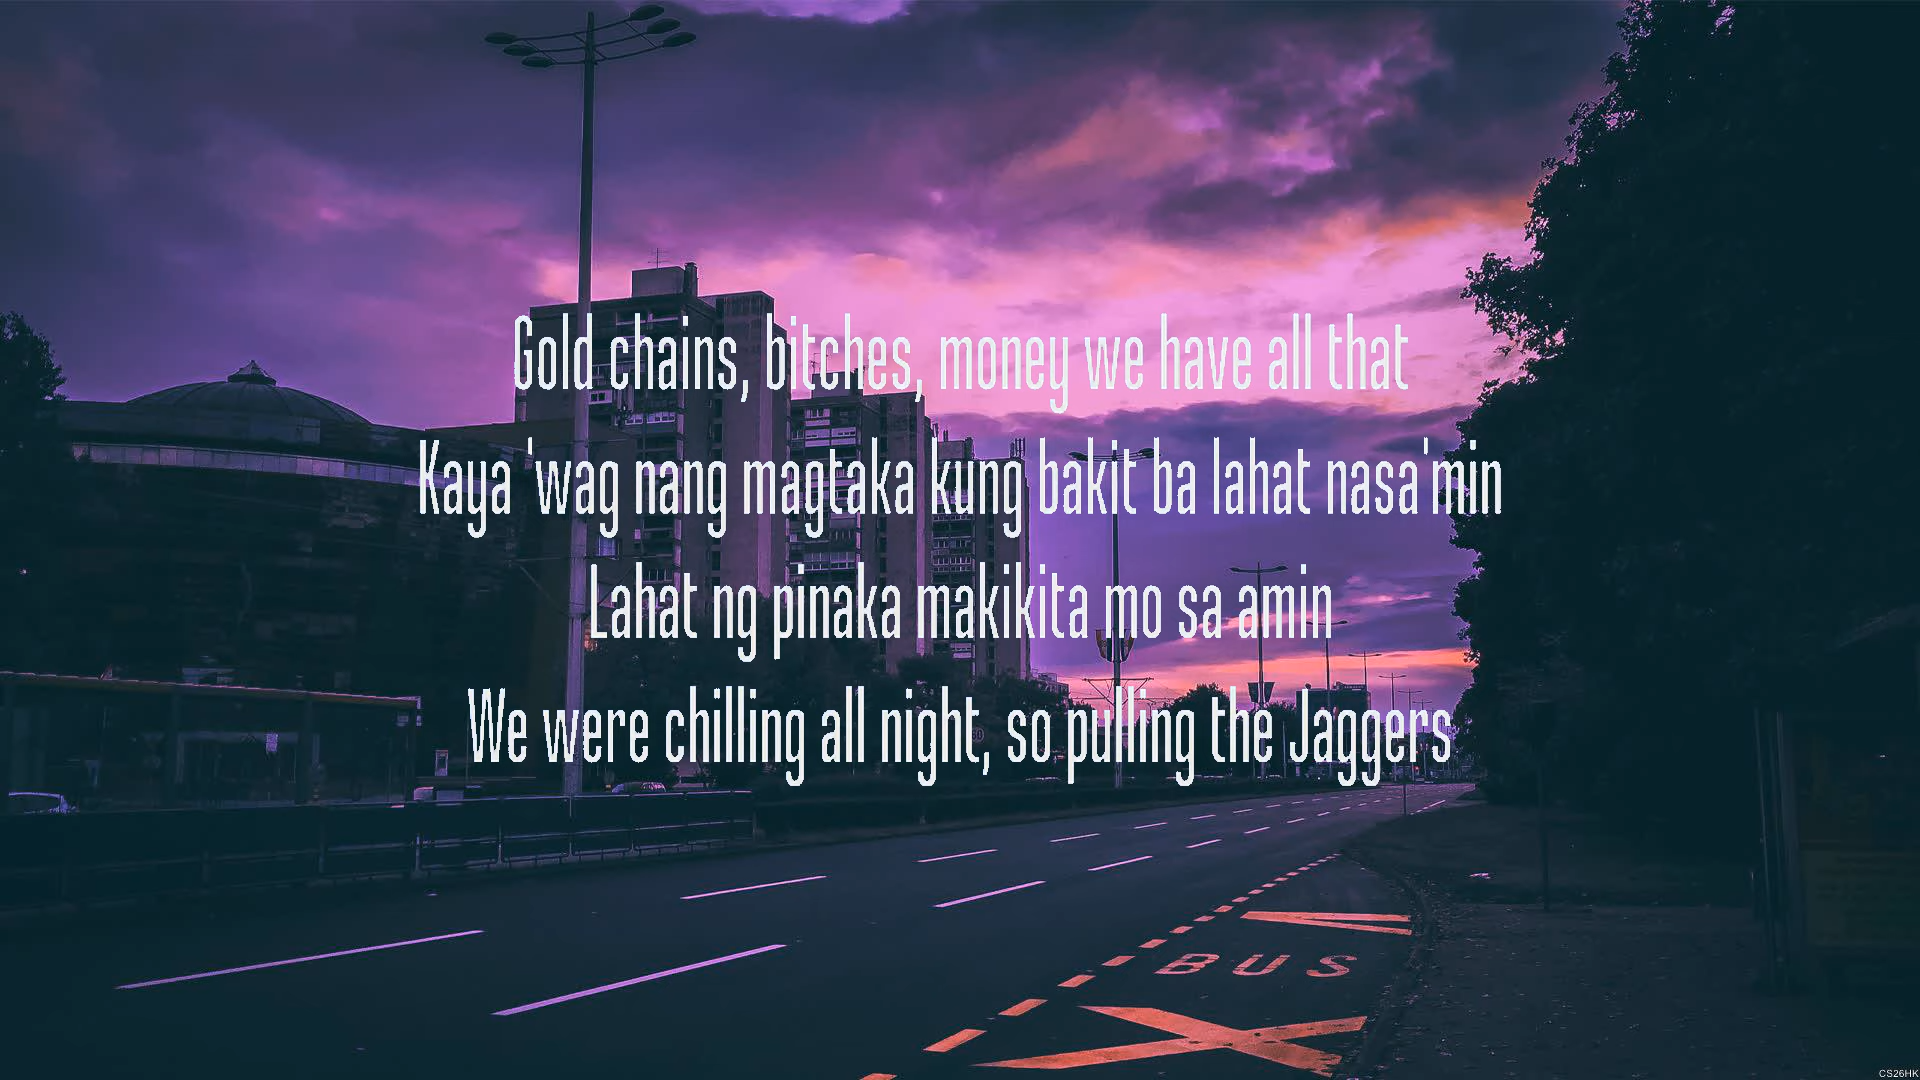 Gold chains, bitches, money we have all that
Kaya 'wag nang magtaka kung bakit ba lahat nasa'min
Lahat ng pinaka makikita mo sa amin
We were chilling all night, so pulling the Jaggers
BUS
CS26HK